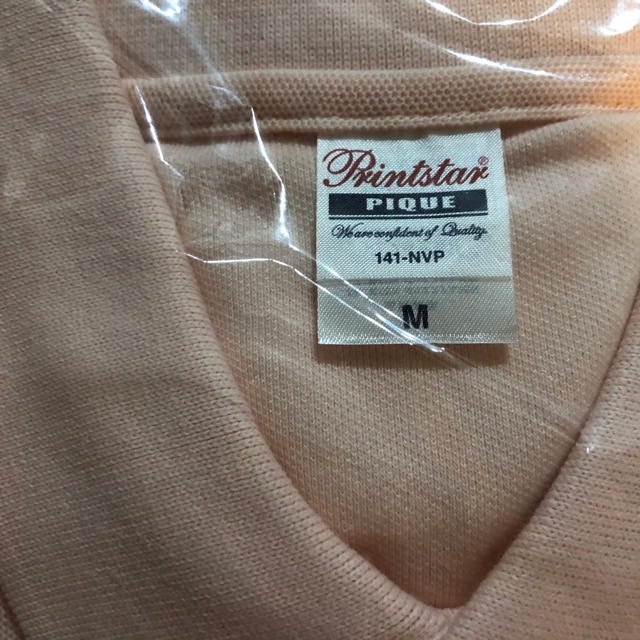 Printstar®
PIQUE
We are confident of Quality.
141-NVP
M